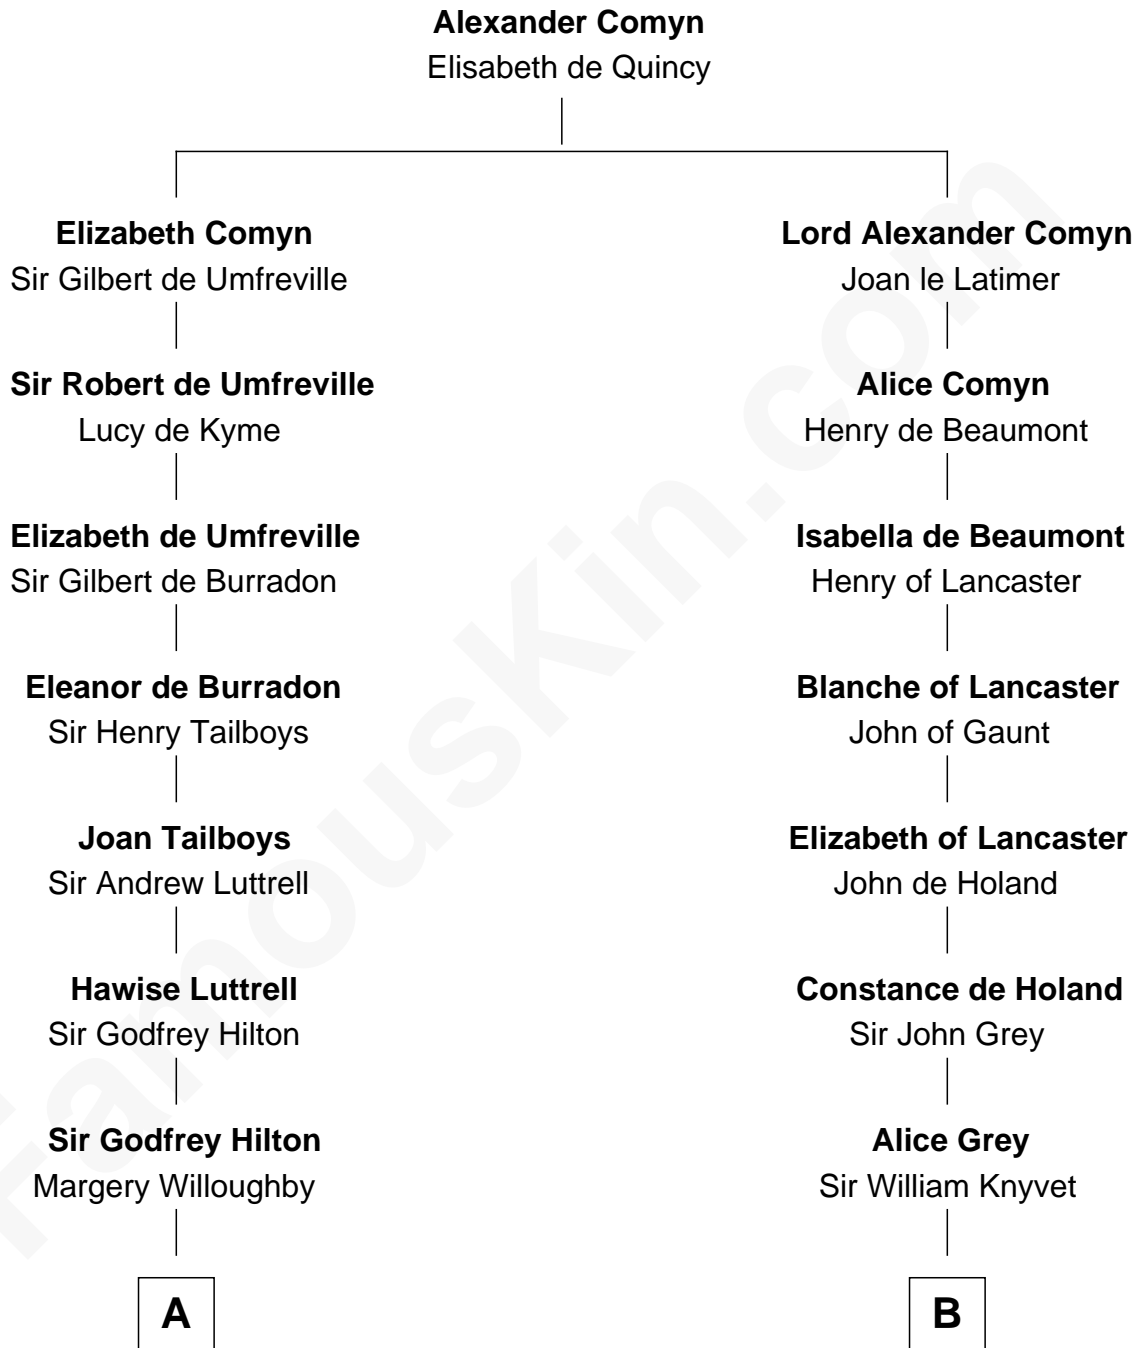 Alexander Comyn
Elisabeth de Quincy
Elizabeth Comyn
Sir Gilbert de Umfreville
Lord Alexander Comyn
Joan le Latimer
Sir Robert de Umfreville
Lucy de Kyme
Alice Comyn
Henry de Beaumont
Elizabeth de Umfreville
Sir Gilbert de Burradon
Isabella de Beaumont
Henry of Lancaster
Eleanor de Burradon
Sir Henry Tailboys
Blanche of Lancaster
John of Gaunt
Joan Tailboys
Sir Andrew Luttrell
Elizabeth of Lancaster
John de Holand
Hawise Luttrell
Sir Godfrey Hilton
Constance de Holand
Sir John Grey
Sir Godfrey Hilton
Margery Willoughby
Alice Grey
Sir William Knyvet
A
B
FamousKin.com